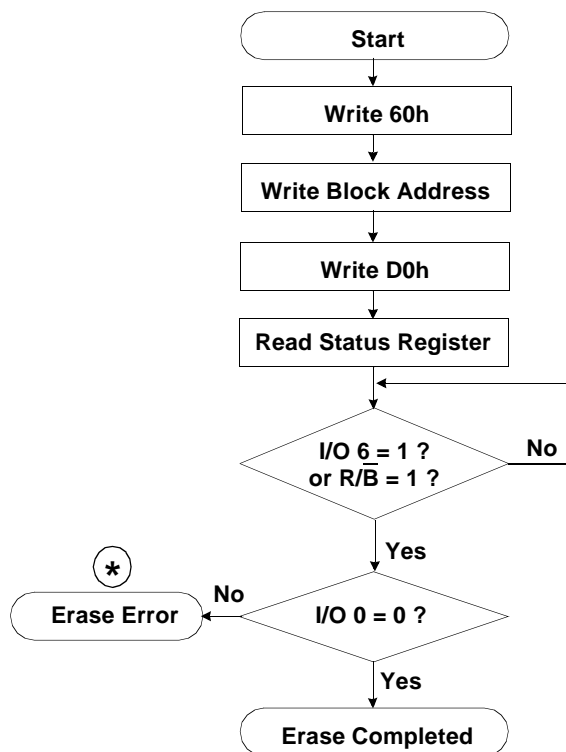 Start
Write 60h
Write Block Address
Write D0h
Read Status Register
I/O 6 = 1 ?
or R/B̅ = 1 ?
No
Yes
*
Erase Error
No
I/O 0 = 0 ?
Yes
Erase Completed